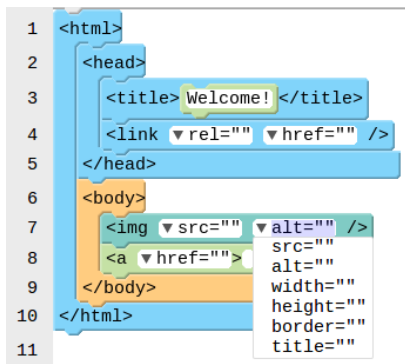 1 <html>
2 <head>
3 <title> Welcome! </title>
4 <link ▼rel="" ▼href="" />
5 </head>
6 <body>
7 <img ▼src="" ▼alt="" />
src=""
8 <a ▼href="">
alt=""
9 </body>
width=""
height=""
10 </html>
border=""
11
title=""